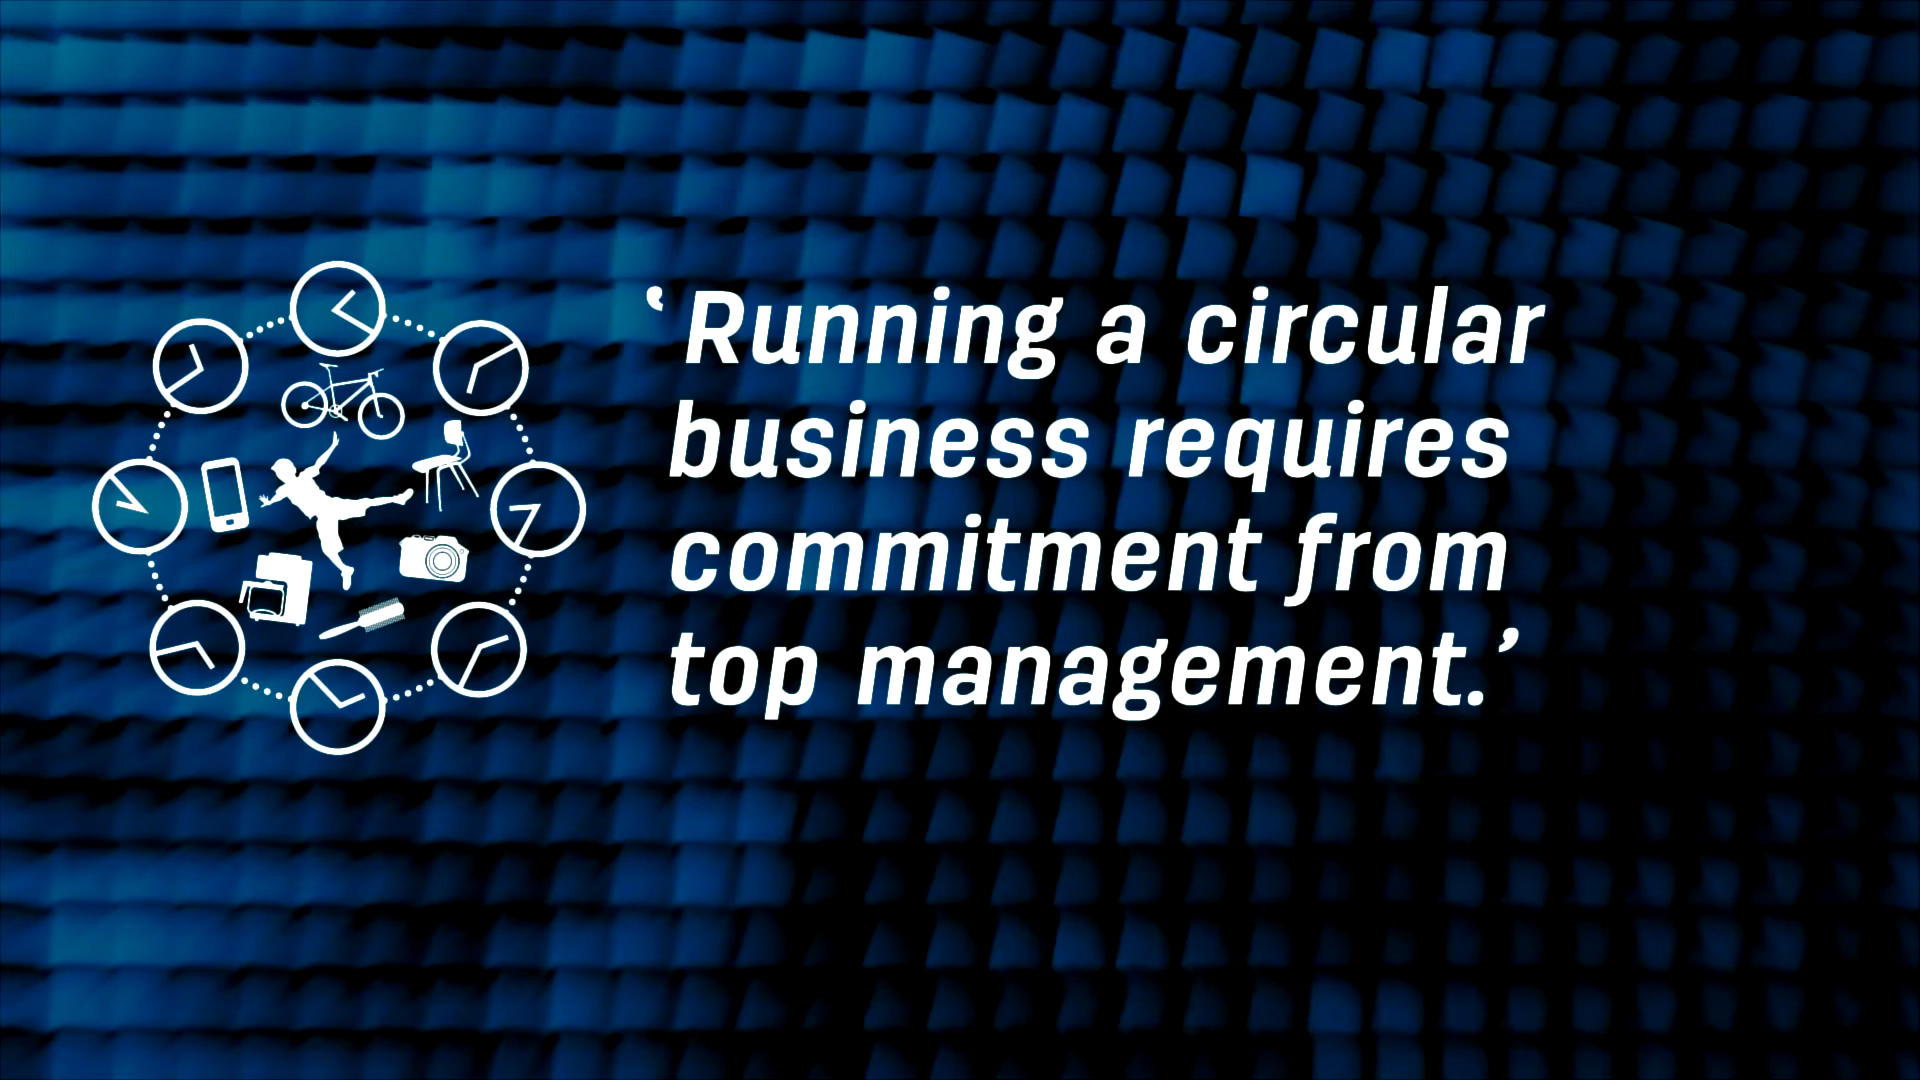 ‘Running a circular
business requires
commitment from
top management.’